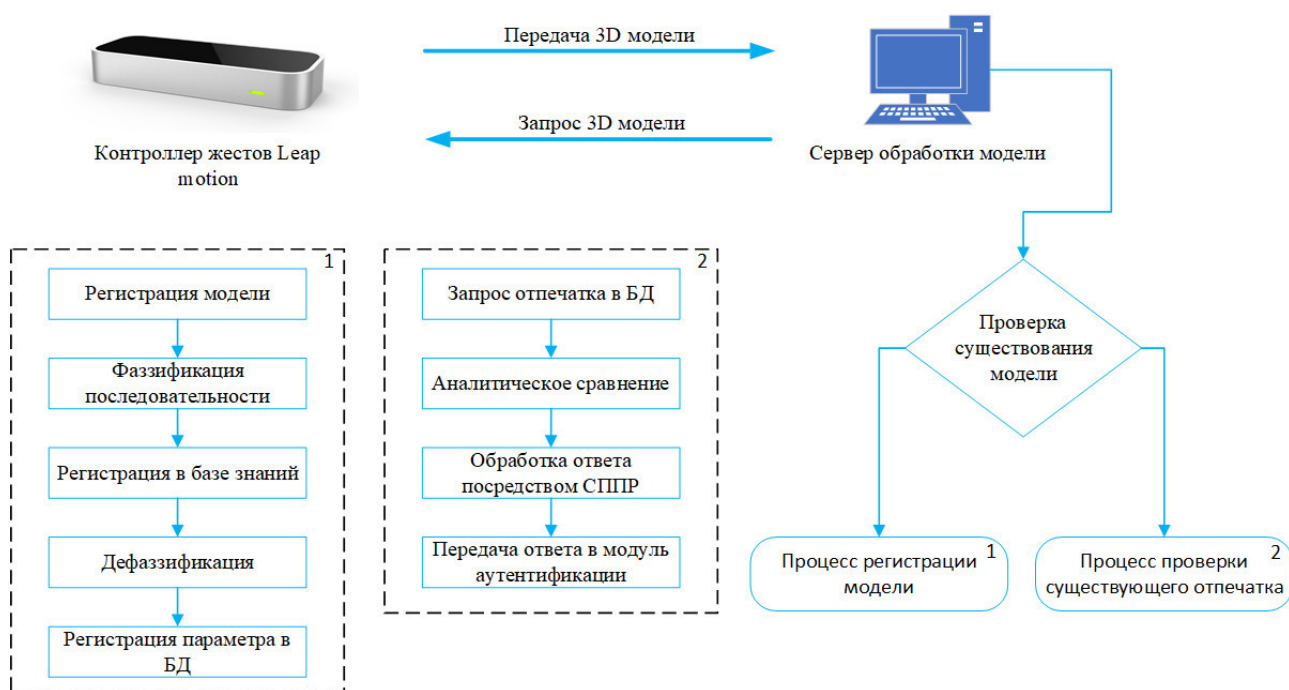 Передача 3D модели
Запрос 3D модели
Контроллер жестов Leap
motion
Сервер обработки модели
1
Регистрация модели
Фаззификация
последовательности
Регистрация в базе знаний
Дефаззификация
Регистрация параметра в
БД
2
Запрос отпечатка в БД
Аналитическое сравнение
Обработка ответа
посредством СППР
Передача ответа в модуль
аутентификации
Проверка
существования
модели
Процесс регистрации
модели
1
Процесс проверки
существующего отпечатка
2